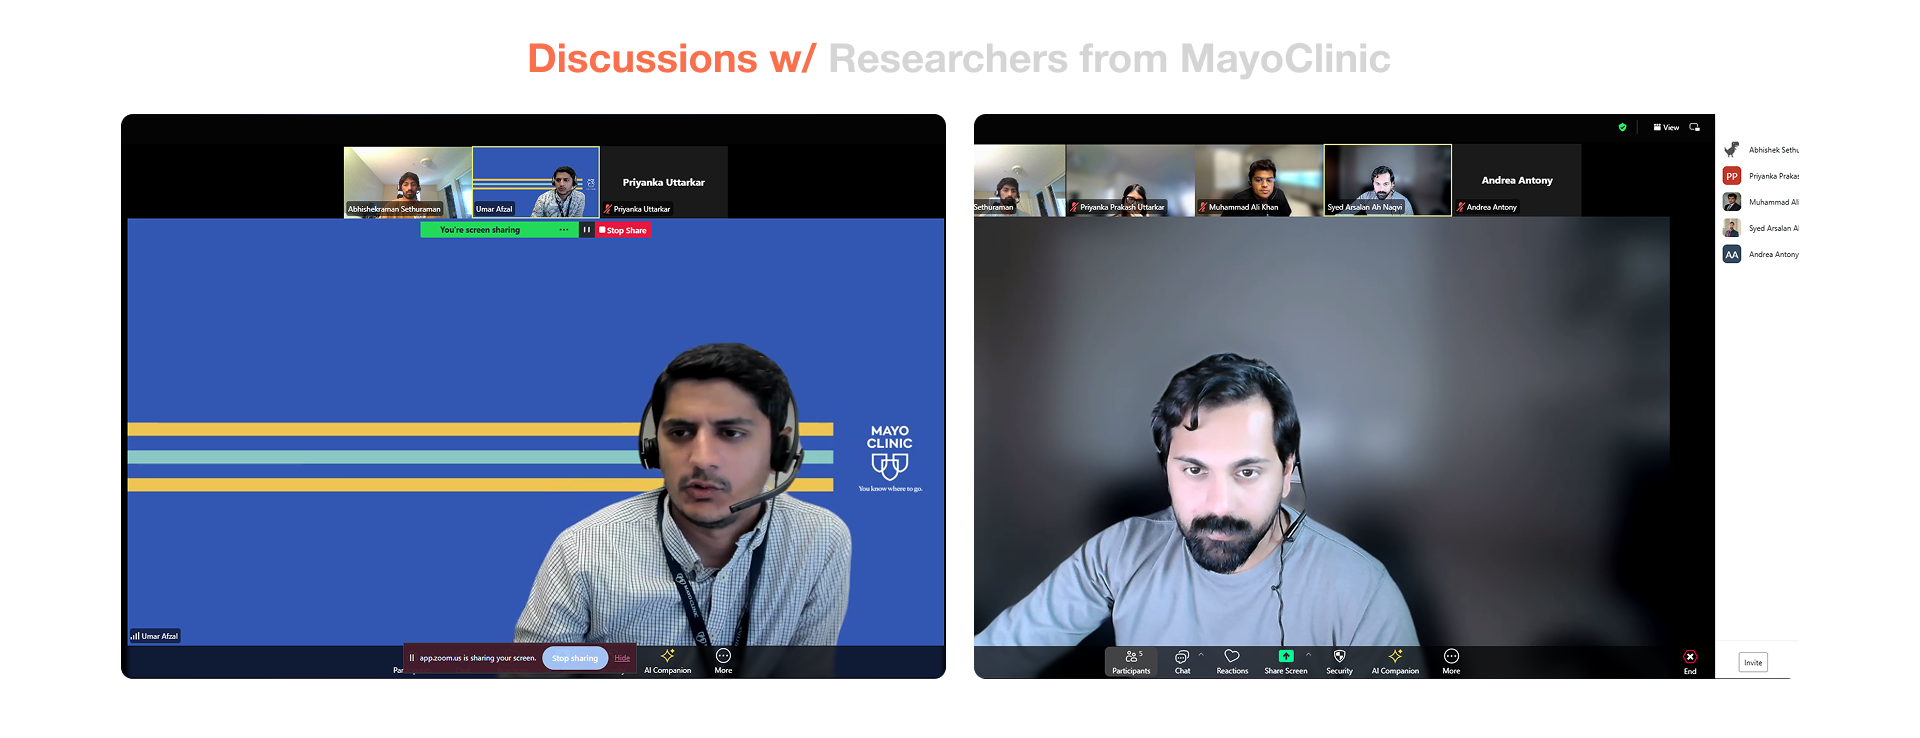 Discussions w/ Researchers from MayoClinic
Priyanka Uttarkar
Abhishekraman Sethuraman
Umar Afzal
Priyanka Uttarkar
You're screen sharing
Stop Share
MAYO
CLINIC
You know where to go.
MAYO CLINIC
Umar Afzal
app.zoom.us is sharing your screen.
Stop sharing
Hide
AI Companion
More
View
Andrea Antony
Sethuraman
Priyanka Prakash Uttarkar
Muhammad Ali Khan
Syed Arsalan Ah Naqvi
Andrea Antony
Abhishek Sethu
PP
Priyanka Prakas
Muhammad Ali
Syed Arsalan Al
AA
Andrea Antony
5
Participants
Chat
Reactions
Share Screen
Security
AI Companion
More
End
Invite